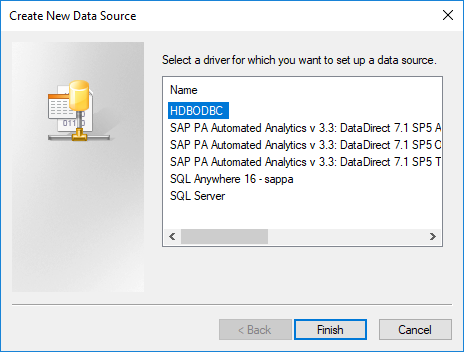 Create New Data Source
Select a driver for which you want to set up a data source.
Name
HDBODBC
SAP PA Automated Analytics v 3.3: DataDirect 7.1 SP5 A
SAP PA Automated Analytics v 3.3: DataDirect 7.1 SP5 O
SAP PA Automated Analytics v 3.3: DataDirect 7.1 SP5 T
SQL Anywhere 16 - sappa
SQL Server
< Back
Finish
Cancel